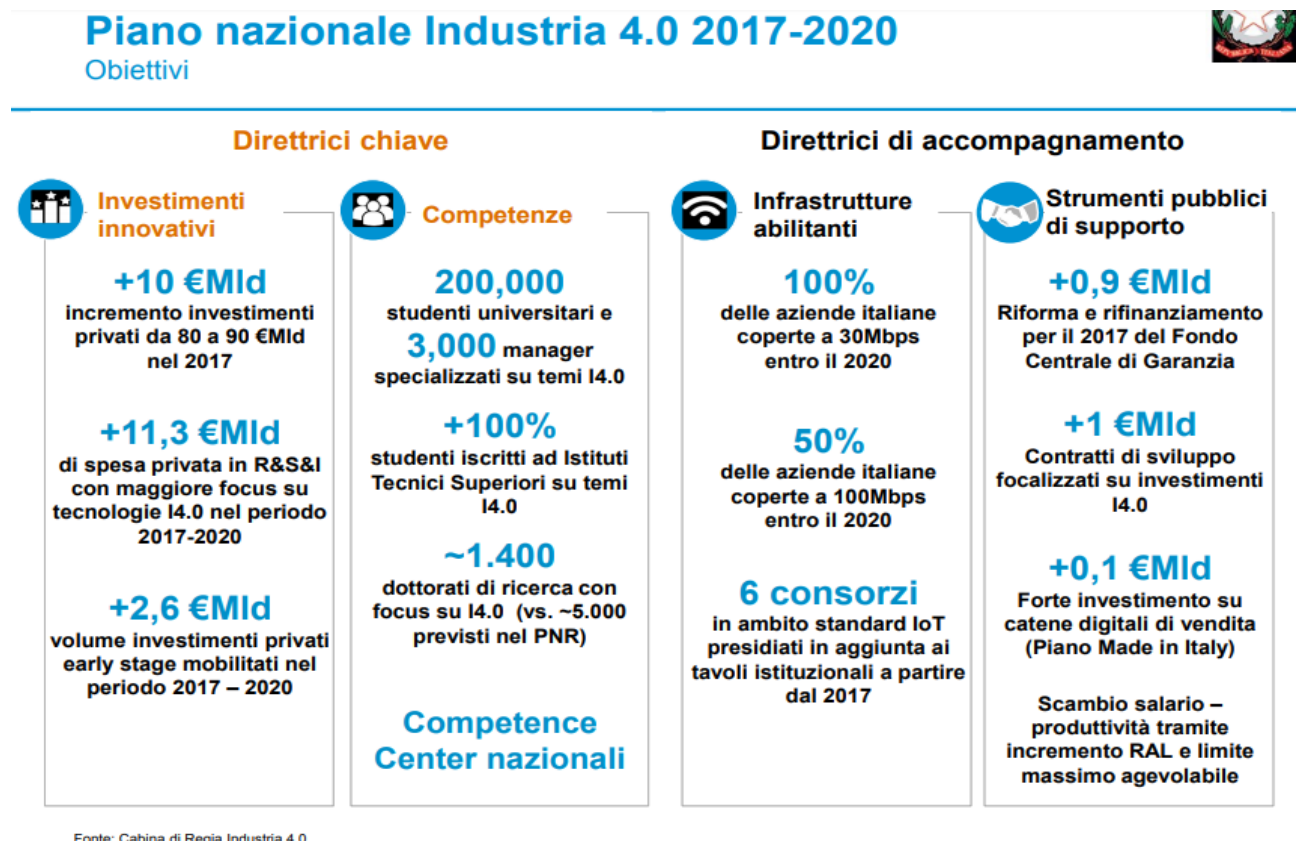 Piano nazionale Industria 4.0 2017-2020
Obiettivi
Direttrici chiave
Investimenti
innovativi
+10 €Mld
incremento investimenti
privati da 80 a 90 €Mld
nel 2017
+11,3 €Mld
di spesa privata in R&S&I
con maggiore focus su
tecnologie I4.0 nel periodo
2017-2020
+2,6 €Mld
volume investimenti privati
early stage mobilitati nel
periodo 2017 – 2020
Competenze
200,000
studenti universitari e
3,000 manager
specializzati su temi I4.0
+100%
studenti iscritti ad Istituti
Tecnici Superiori su temi
I4.0
~1.400
dottorati di ricerca con
focus su I4.0 (vs. ~5.000
previsti nel PNR)
Competence
Center nazionali
Direttrici di accompagnamento
Infrastrutture
abilitanti
100%
delle aziende italiane
coperte a 30Mbps
entro il 2020
50%
delle aziende italiane
coperte a 100Mbps
entro il 2020
6 consorzi
in ambito standard IoT
presidiati in aggiunta ai
tavoli istituzionali a partire
dal 2017
Strumenti pubblici
di supporto
+0,9 €Mld
Riforma e rifinanziamento
per il 2017 del Fondo
Centrale di Garanzia
+1 €Mld
Contratti di sviluppo
focalizzati su investimenti
I4.0
+0,1 €Mld
Forte investimento su
catene digitali di vendita
(Piano Made in Italy)
Scambio salario –
produttività tramite
incremento RAL e limite
massimo agevolabile
Fonte: Cabina di Regia Industria 4.0